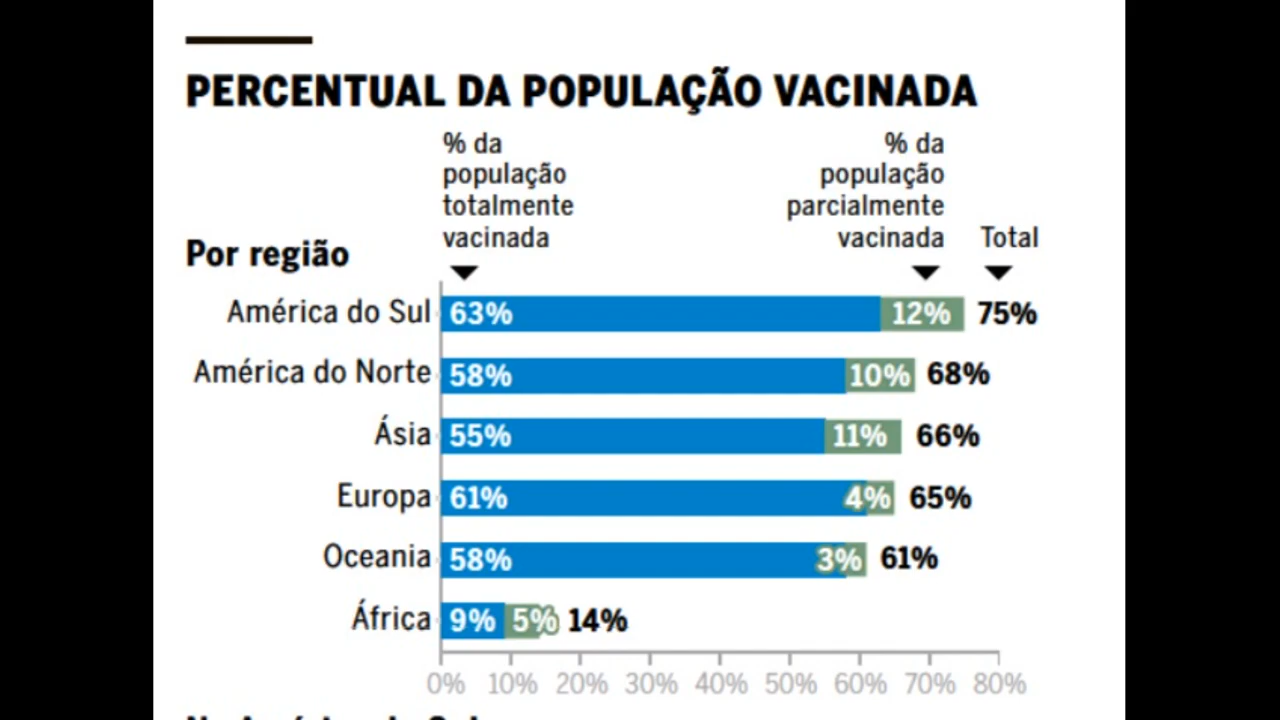 PERCENTUAL DA POPULAÇÃO VACINADA
% da
população
totalmente
vacinada
% da
população
parcialmente
vacinada
Total
Por região
América do Sul 63% 12% 75%
América do Norte 58% 10% 68%
Ásia 55% 11% 66%
Europa 61% 4% 65%
Oceania 58% 3% 61%
África 9% 5% 14%
0% 10% 20% 30% 40% 50% 60% 70% 80%